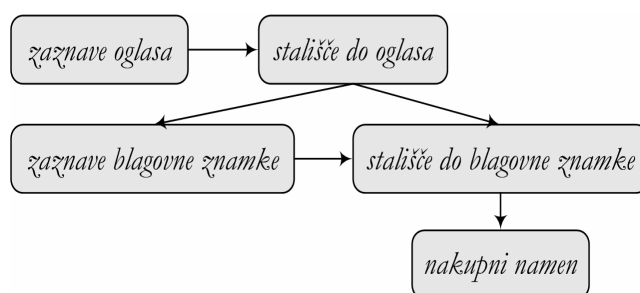 zaznave oglasa
stališče do oglasa
zaznave blagovne znamke
stališče do blagovne znamke
nakupni namen